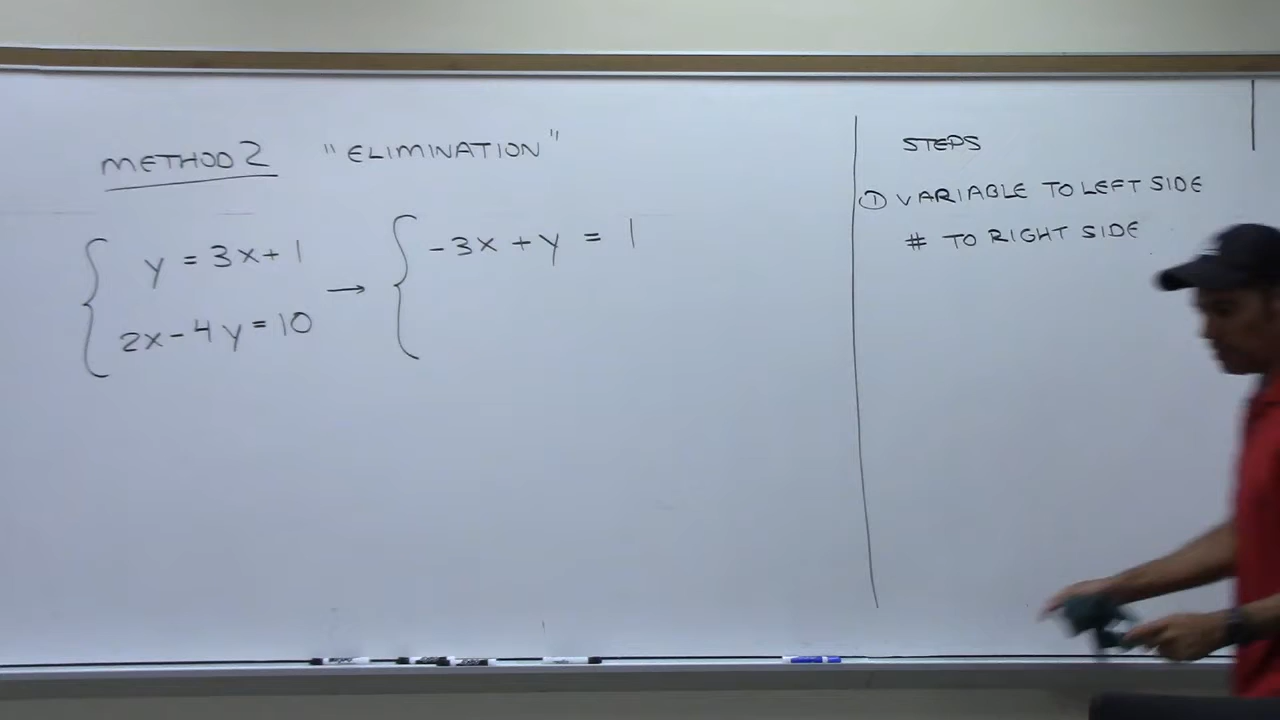 METHOD 2 "ELIMINATION"
y = 3x + 1
2x - 4y = 10
→
-3x + y = 1
STEPS
① VARIABLE TO LEFT SIDE
# TO RIGHT SIDE